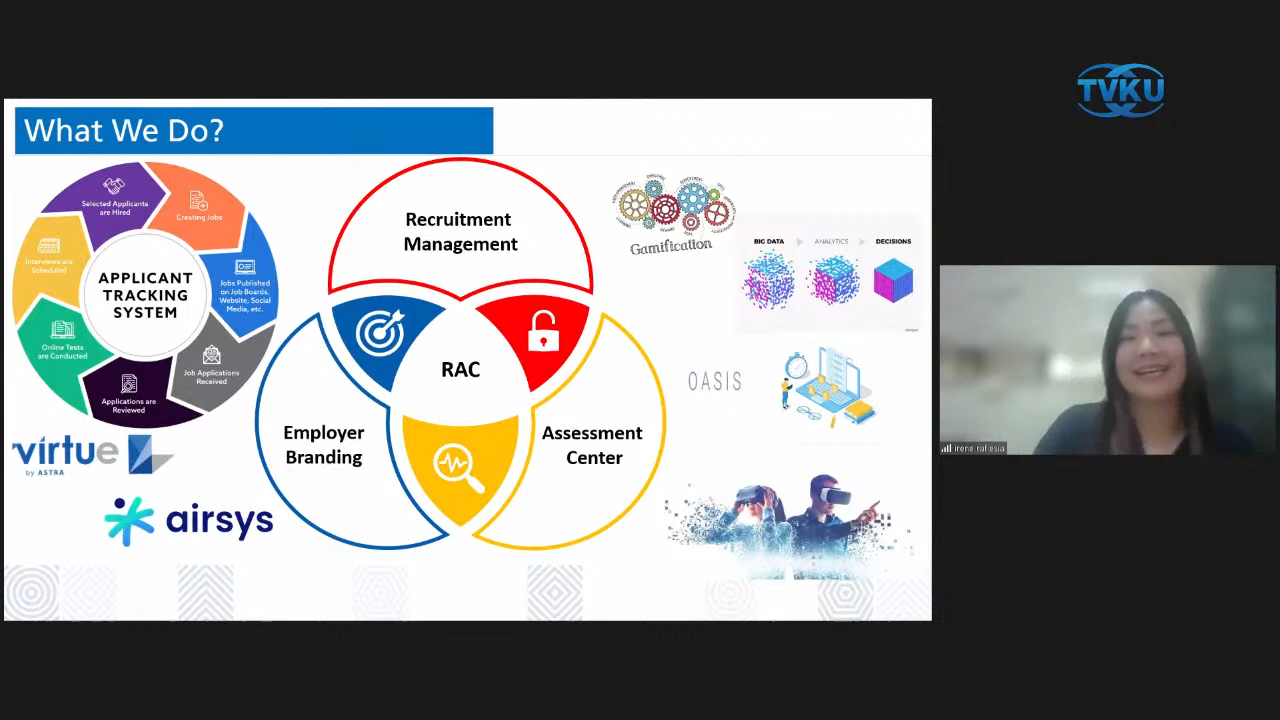 TVKU
What We Do?
Selected Applicants
are Hired
Creating Jobs
Interviews are
Scheduled
APPLICANT
TRACKING
SYSTEM
Jobs Published
on Job Boards,
Website, Social
Media, etc.
Online Tests
are Conducted
Job Applications
Received
Applications are
Reviewed
virtue
by ASTRA
airsys
Recruitment
Management
RAC
Employer
Branding
Assessment
Center
Gamification
BIG DATA
ANALYTICS
DECISIONS
OASIS
irene rafiesia